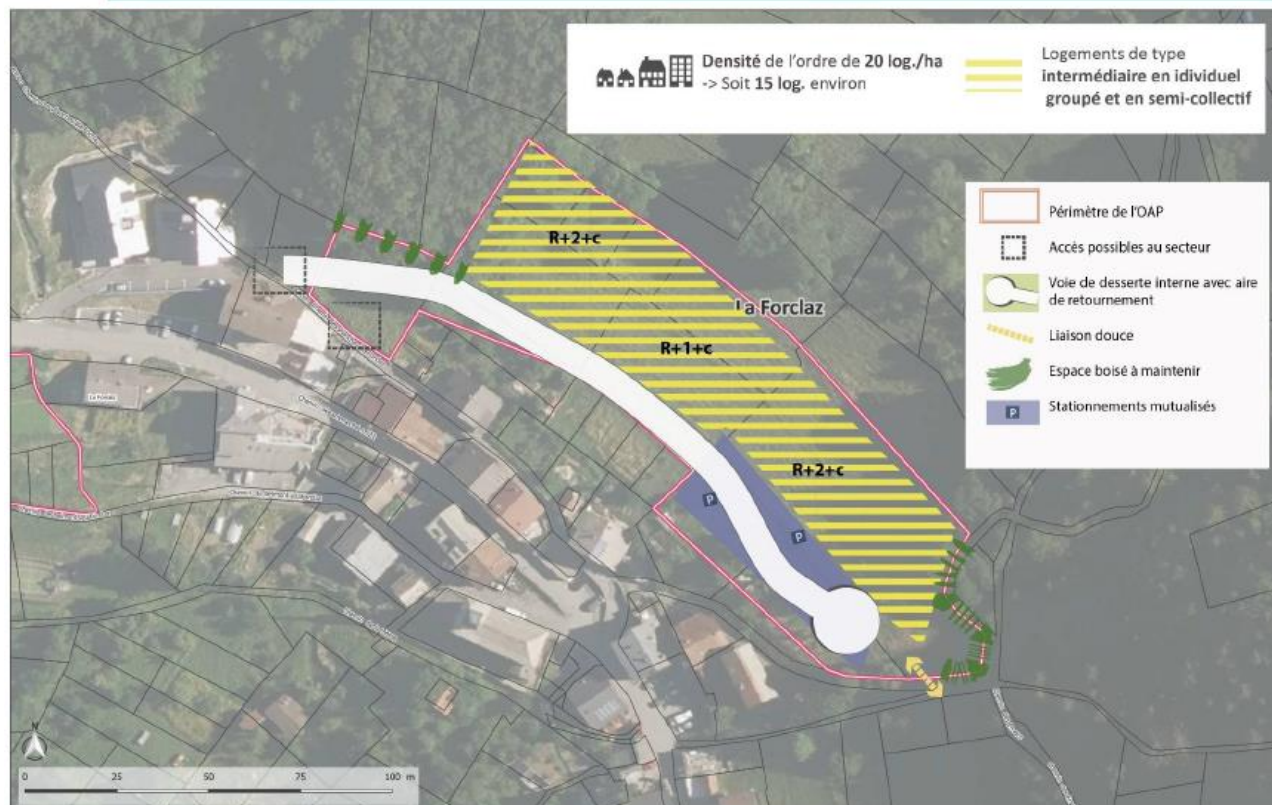 Densité de l'ordre de 20 log./ha
-> Soit 15 log. environ
Logements de type
intermédiaire en idividuel
groupé et en semi-collectif
Périmètre de l'OAP
Accès possibles au secteur
Voie de desserte interne avec aire
de retournement
Liaison douce
Espace boisé à maintenir
P Stationnements mutualisés
R+2+c
La Forclaz
R+1+c
R+2+c
P
P
N
0 25 50 75 100 m